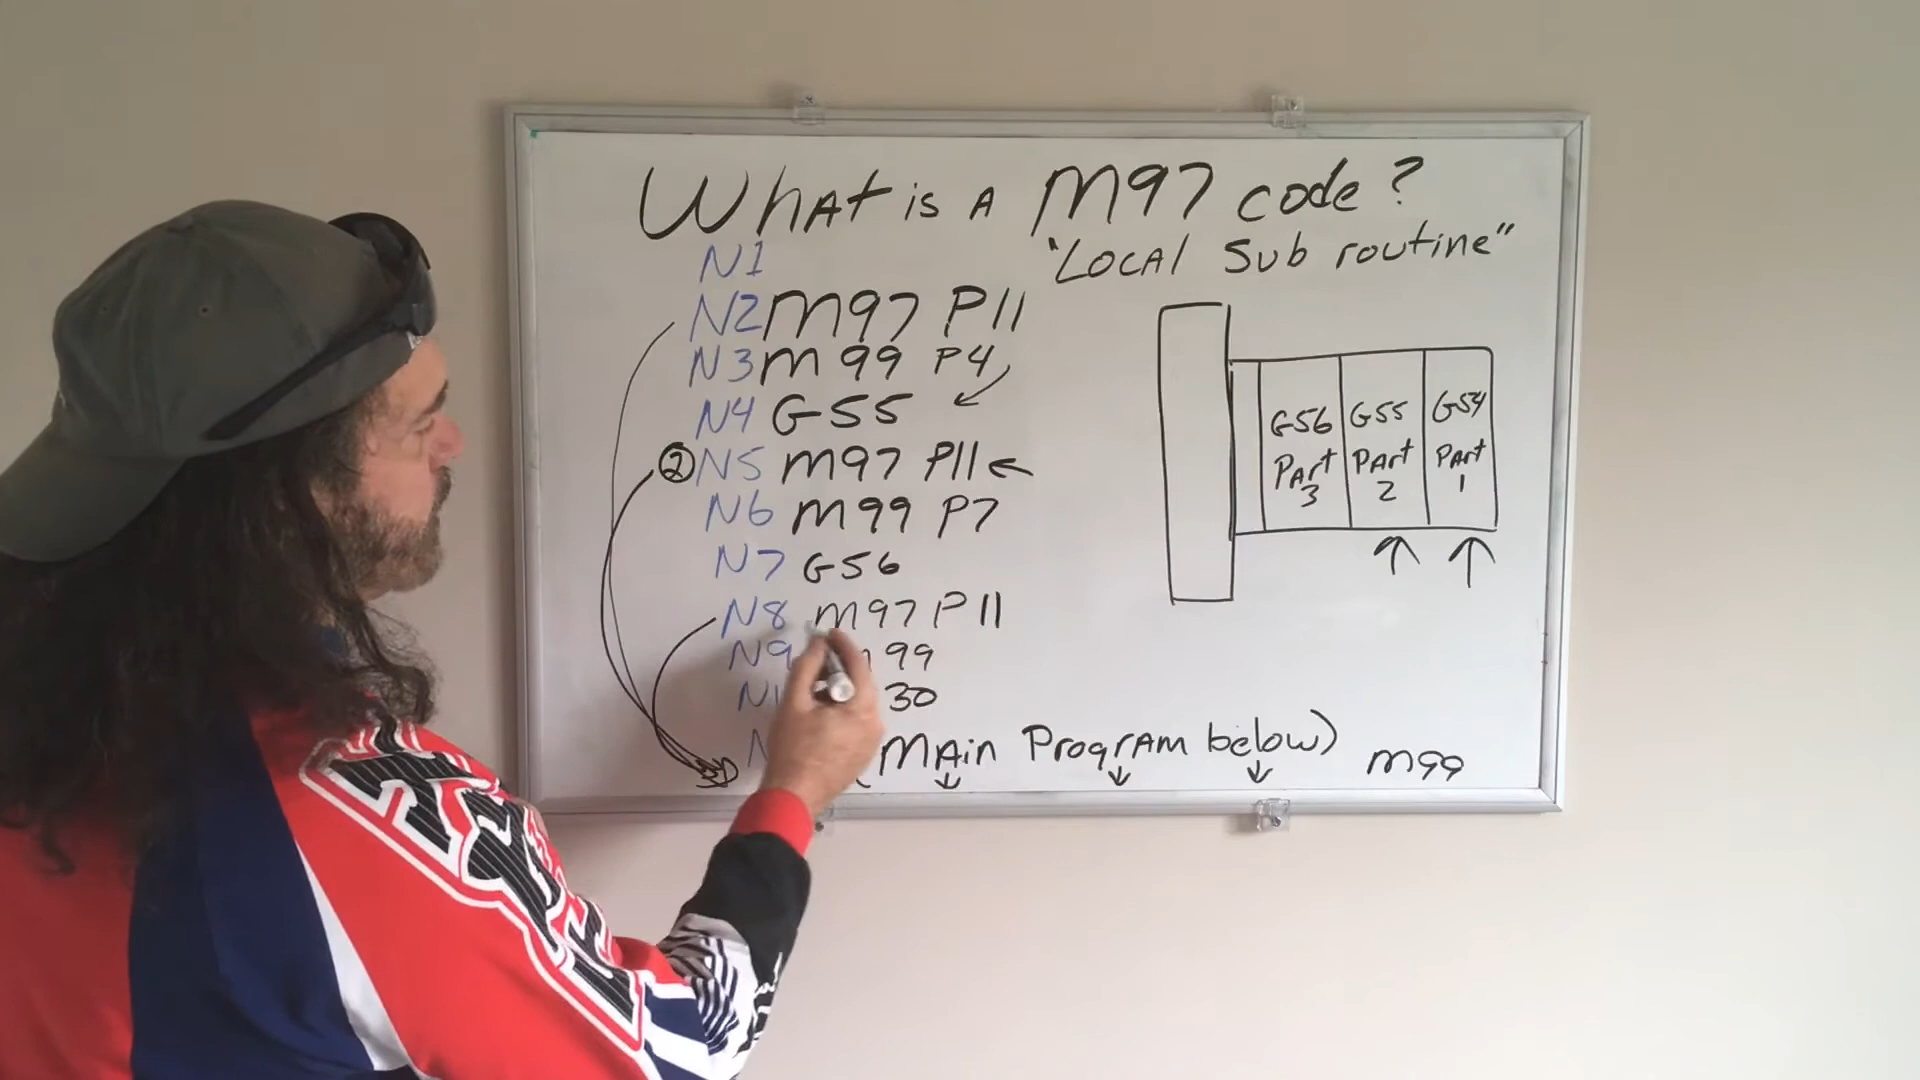 What is a M97 code?
"Local Sub routine"
N1
N2 M97 P11
N3 M99 P4
N4 G55
② N5 M97 P11
N6 M99 P7
N7 G56
N8 M97 P11
N9 99
30
(Main Program below)
M99
G56 Part 3
G55 Part 2
G54 Part 1